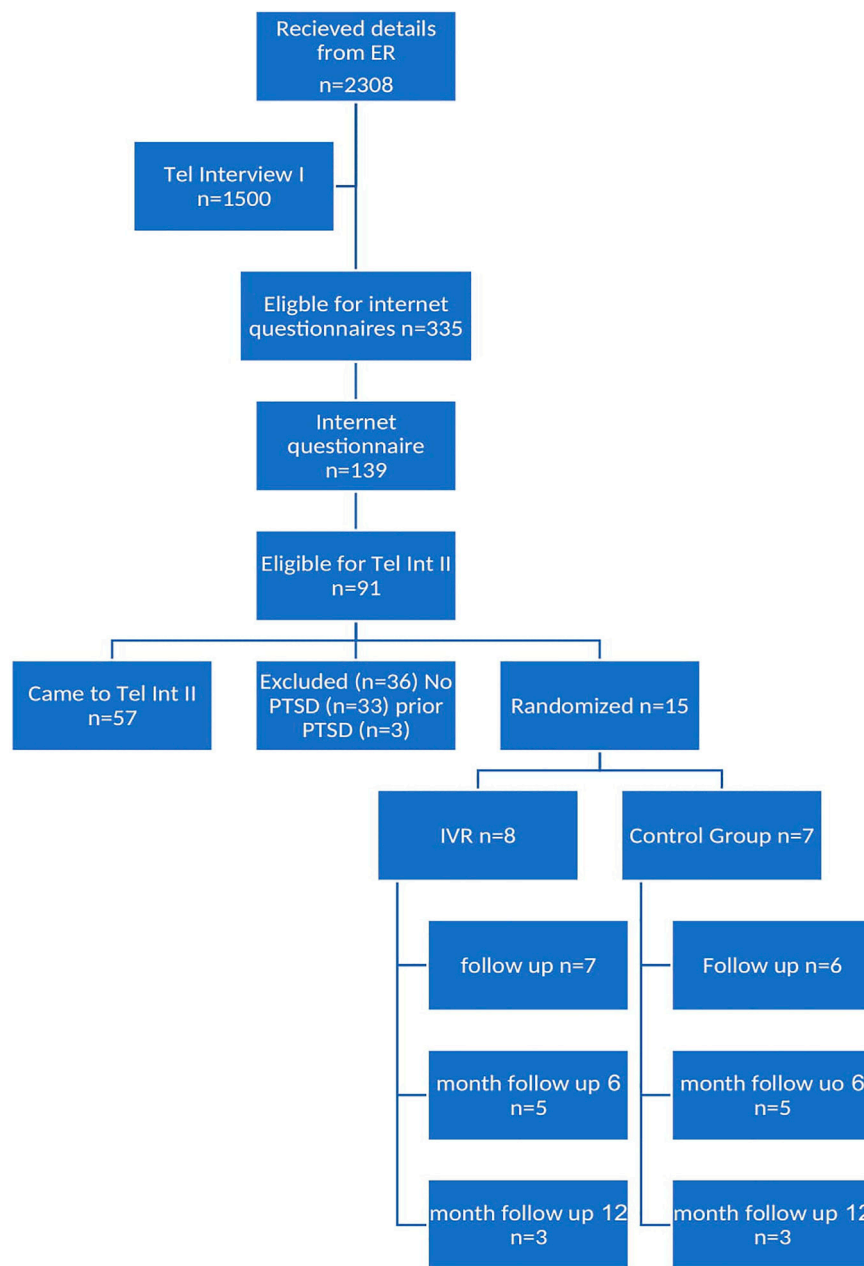 Recieved details
from ER
n=2308
Tel Interview I
n=1500
Eligble for internet
questionnaires n=335
Internet
questionnaire
n=139
Eligible for Tel Int II
n=91
Came to Tel Int II
n=57
Excluded (n=36) No
PTSD (n=33) prior
PTSD (n=3)
Randomized n=15
IVR n=8
Control Group n=7
follow up n=7
Follow up n=6
month follow up 6
n=5
month follow uo 6
n=5
month follow up 12
n=3
month follow up 12
n=3